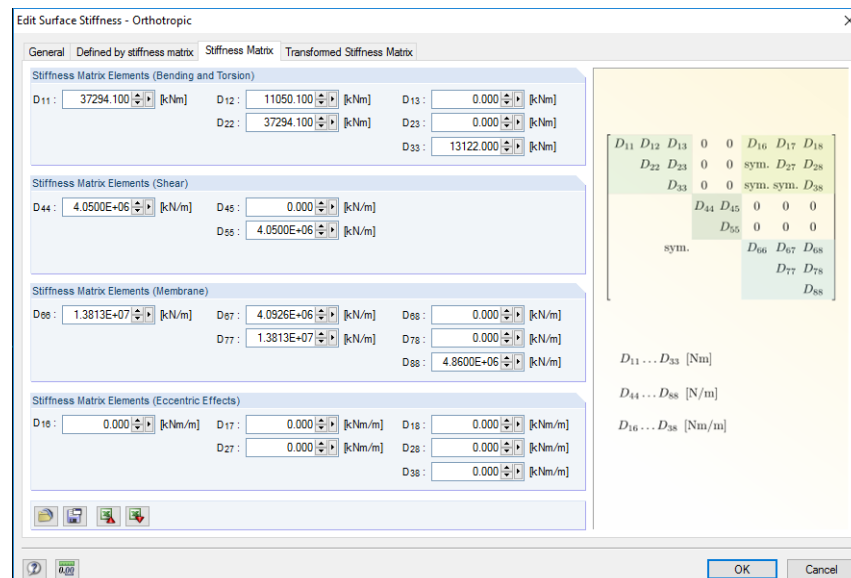 Edit Surface Stiffness - Orthotropic
General Defined by stiffness matrix Stiffness Matrix Transformed Stiffness Matrix
Stiffness Matrix Elements (Bending and Torsion)
D11 : 37294.100 [kNm] D12 : 11050.100 [kNm] D13 : 0.000 [kNm]
D22 : 37294.100 [kNm] D23 : 0.000 [kNm]
D33 : 13122.000 [kNm]
Stiffness Matrix Elements (Shear)
D44 : 4.0500E+06 [kN/m] D45 : 0.000 [kN/m]
D55 : 4.0500E+06 [kN/m]
Stiffness Matrix Elements (Membrane)
D66 : 1.3813E+07 [kN/m] D67 : 4.0926E+06 [kN/m] D68 : 0.000 [kN/m]
D77 : 1.3813E+07 [kN/m] D78 : 0.000 [kN/m]
D88 : 4.8600E+06 [kN/m]
Stiffness Matrix Elements (Eccentric Effects)
D16 : 0.000 [kNm/m] D17 : 0.000 [kNm/m] D18 : 0.000 [kNm/m]
D27 : 0.000 [kNm/m] D28 : 0.000 [kNm/m]
D38 : 0.000 [kNm/m]
D11 D12 D13 0 0 D16 D17 D18
D22 D23 0 0 sym. D27 D28
D33 0 0 sym. sym. D38
D44 D45 0 0 0
D55 0 0 0
sym. D66 D67 D68
D77 D78
D88
D11 … D33 [Nm]
D44 … D88 [N/m]
D16 … D38 [Nm/m]
0.00
OK Cancel